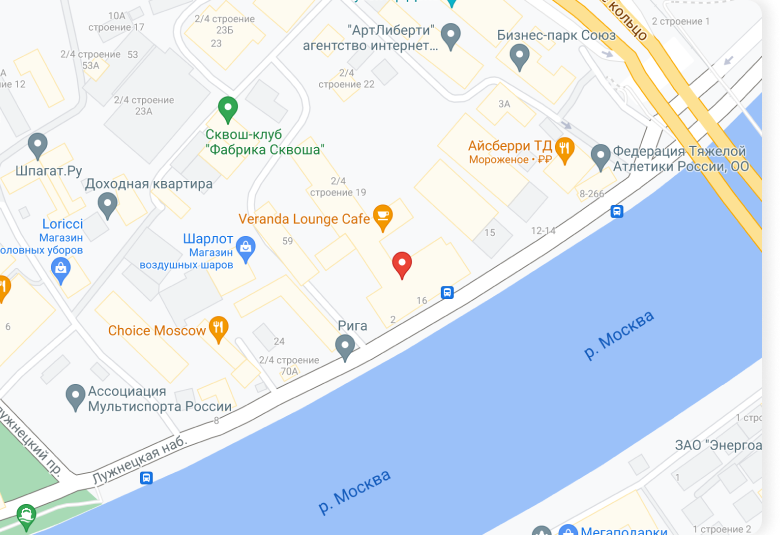 10А
строение 17
2/4 строение
23Б
23
"АртЛиберти"
агентство интернет...
Бизнес-парк Союз
кольцо
2 строение 1
2/4 строение
53
53А
ение 12
2/4 строение
23А
2/4
строение 22
3А
Сквош-клуб
"Фабрика Сквоша"
Айсберри ТД
Мороженое • ₽₽
Федерация Тяжелой
Атлетики России, ОО
8-266
Шпагат.Ру
Доходная квартира
2/4
строение 19
Veranda Lounge Cafe
Loricci
Магазин
оловных уборов
Шарлот
Магазин
воздушных шаров
59
15
12-14
16
2
6
Choice Moscow
Рига
24
2/4 строение
70А
р. Москва
Ассоциация
Мультиспорта России
8
Лужнецкая наб.
лужнецкий пр.
р. Москва
1 стро
ЗАО "Энергоа
1
1
1 строение 2
Мегаподарки